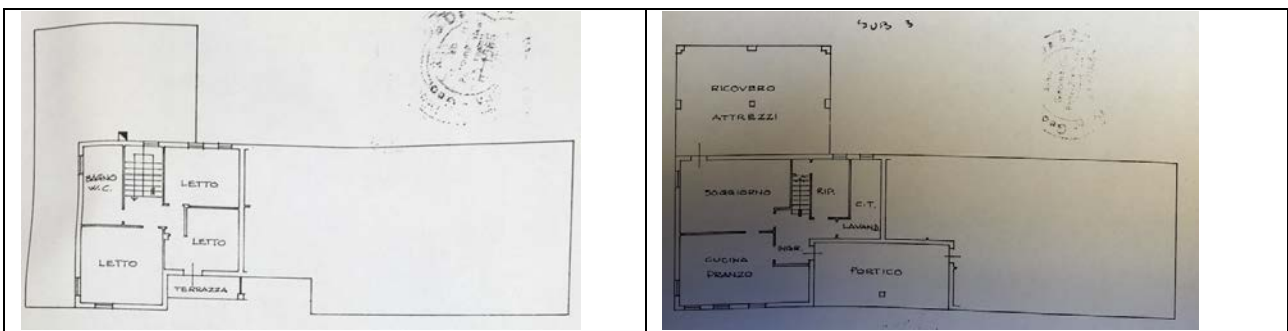 BAGNO
W.C.
LETTO
LETTO
LETTO
TERRAZZA
SUB 3
RICOVERO
ATTREZZI
SOGGIORNO
RIP.
C.T.
LAVAND.
INGR.
CUCINA
PRANZO
PORTICO